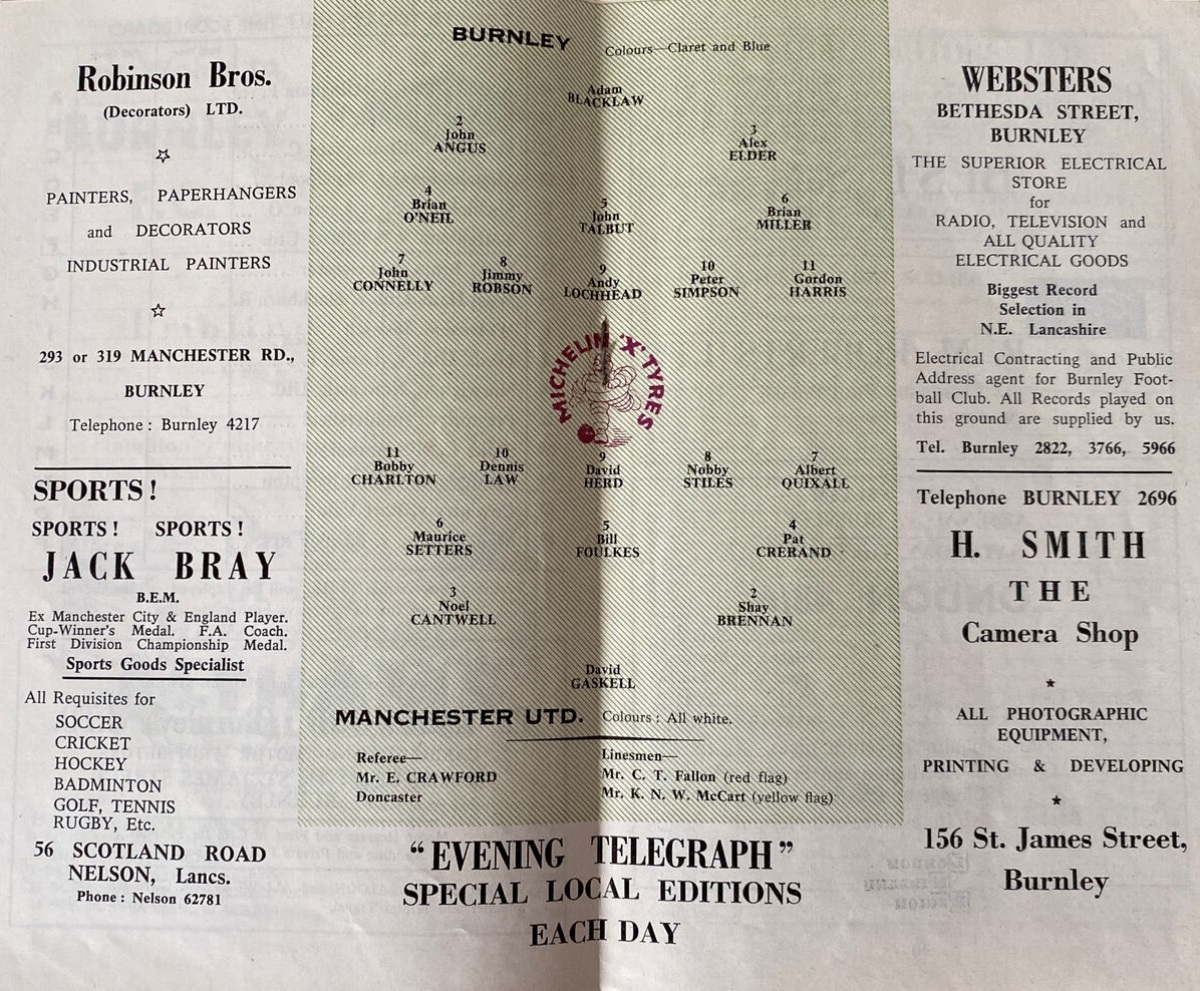 Robinson Bros.
(Decorators) LTD.
PAINTERS, PAPERHANGERS
and DECORATORS
INDUSTRIAL PAINTERS
293 or 319 MANCHESTER RD.,
BURNLEY
Telephone : Burnley 4217
SPORTS !
SPORTS ! SPORTS !
JACK BRAY
B.E.M.
Ex Manchester City & England Player.
Cup-Winner's Medal. F.A. Coach.
First Division Championship Medal.
Sports Goods Specialist
All Requisites for
SOCCER
CRICKET
HOCKEY
BADMINTON
GOLF, TENNIS
RUGBY, Etc.
56 SCOTLAND ROAD
NELSON, Lancs.
Phone : Nelson 62781
BURNLEY Colours—Claret and Blue
Adam
BLACKLAW
2 3
John Alex
ANGUS ELDER
4 5 6
Brian John Brian
O'NEIL TALBUT MILLER
7 8 9 10 11
John Jimmy Andy Peter Gordon
CONNELLY ROBSON LOCHHEAD SIMPSON HARRIS
MICHELIN 'X' TYRES
11 10 9 8 7
Bobby Dennis David Nobby Albert
CHARLTON LAW HERD STILES QUIXALL
6 5 4
Maurice Bill Pat
SETTERS FOULKES CRERAND
3 2
Noel Shay
CANTWELL BRENNAN
David
GASKELL
MANCHESTER UTD. Colours : All white.
Referee—
Mr. E. CRAWFORD
Doncaster
Linesmen—
Mr. C. T. Fallon (red flag)
Mr. K. N. W. McCart (yellow flag)
“EVENING TELEGRAPH”
SPECIAL LOCAL EDITIONS
EACH DAY
WEBSTERS
BETHESDA STREET,
BURNLEY
THE SUPERIOR ELECTRICAL
STORE
for
RADIO, TELEVISION and
ALL QUALITY
ELECTRICAL GOODS
Biggest Record
Selection in
N.E. Lancashire
Electrical Contracting and Public
Address agent for Burnley Foot-
ball Club. All Records played on
this ground are supplied by us.
Tel. Burnley 2822, 3766, 5966
Telephone BURNLEY 2696
H. SMITH
THE
Camera Shop
ALL PHOTOGRAPHIC
EQUIPMENT,
PRINTING & DEVELOPING
156 St. James Street,
Burnley